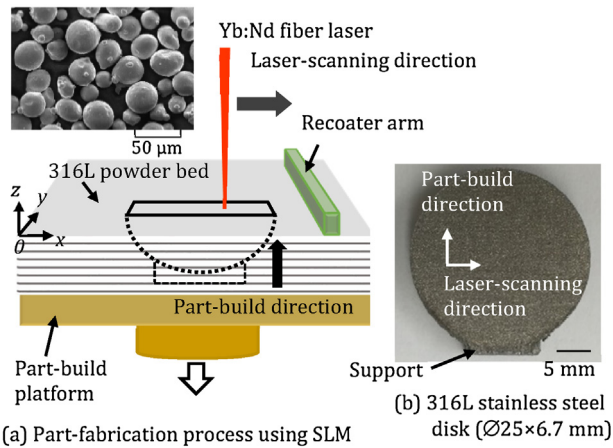 Yb:Nd fiber laser
Laser-scanning direction
Recoater arm
50 µm
316L powder bed
z
y
0
x
Part-build direction
Part-build
platform
(a) Part-fabrication process using SLM
Part-build
direction
Laser-scanning
direction
Support
5 mm
(b) 316L stainless steel
disk (∅25×6.7 mm)